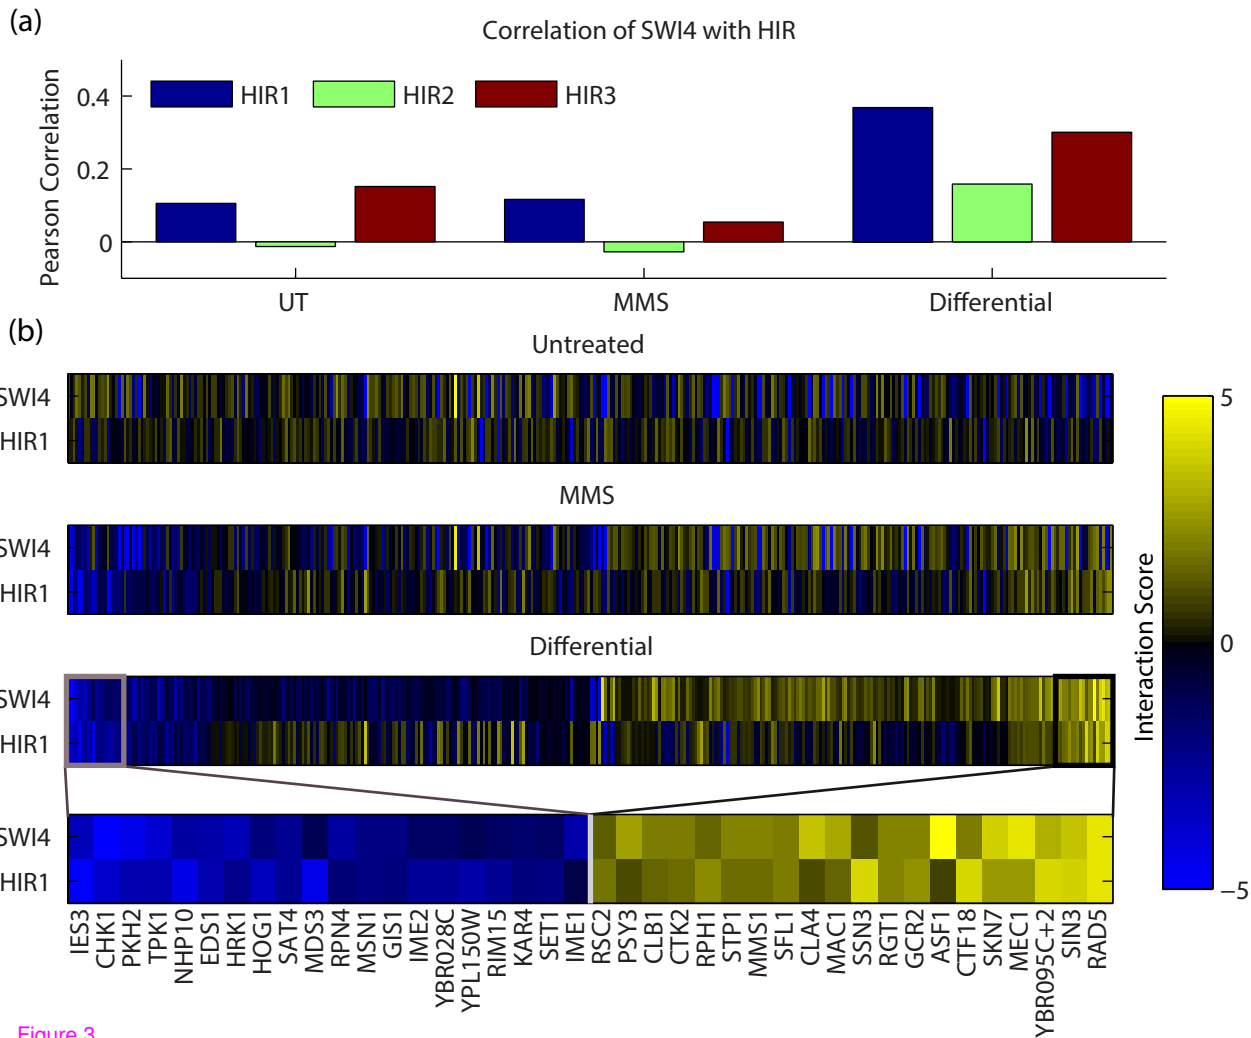 (a)
Correlation of SWI4 with HIR
Pearson Correlation
0.4
0.2
0
HIR1 HIR2 HIR3
UT MMS Differential
(b)
Untreated
SWI4
HIR1
MMS
SWI4
HIR1
Differential
SWI4
HIR1
SWI4
HIR1
IES3
CHK1
PKH2
TPK1
NHP10
EDS1
HRK1
HOG1
SAT4
MDS3
RPN4
MSN1
GIS1
IME2
YBR028C
YPL150W
RIM15
KAR4
SET1
IME1
RSC2
PSY3
CLB1
CTK2
RPH1
STP1
MMS1
SFL1
CLA4
MAC1
SSN3
RGT1
GCR2
ASF1
CTF18
SKN7
MEC1
YBR095C+2
SIN3
RAD5
Interaction Score
5
0
−5
Figure 3